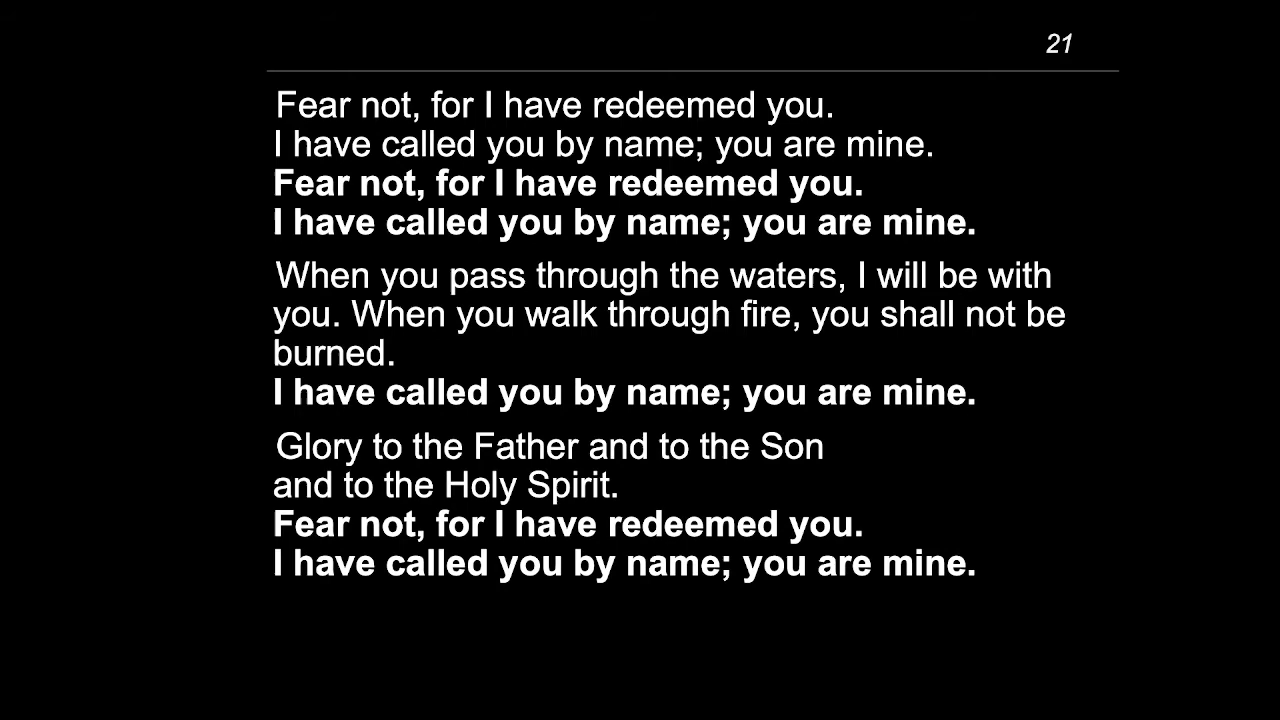 21
Fear not, for I have redeemed you.
I have called you by name; you are mine.
Fear not, for I have redeemed you.
I have called you by name; you are mine.
When you pass through the waters, I will be with
you. When you walk through fire, you shall not be
burned.
I have called you by name; you are mine.
Glory to the Father and to the Son
and to the Holy Spirit.
Fear not, for I have redeemed you.
I have called you by name; you are mine.